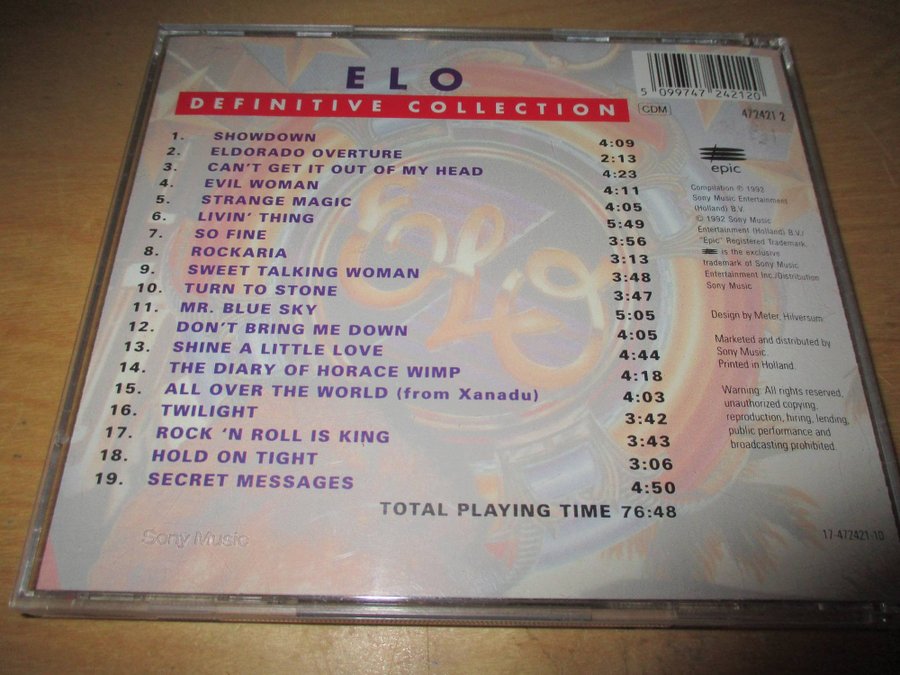 ELO
DEFINITIVE COLLECTION
1. SHOWDOWN 4:09
2. ELDORADO OVERTURE 2:13
3. CAN'T GET IT OUT OF MY HEAD 4:23
4. EVIL WOMAN 4:11
5. STRANGE MAGIC 4:05
6. LIVIN' THING 5:49
7. SO FINE 3:56
8. ROCKARIA 3:13
9. SWEET TALKING WOMAN 3:48
10. TURN TO STONE 3:47
11. MR. BLUE SKY 5:05
12. DON'T BRING ME DOWN 4:05
13. SHINE A LITTLE LOVE 4:44
14. THE DIARY OF HORACE WIMP 4:18
15. ALL OVER THE WORLD (from Xanadu) 4:03
16. TWILIGHT 3:42
17. ROCK 'N ROLL IS KING 3:43
18. HOLD ON TIGHT 3:06
19. SECRET MESSAGES 4:50
TOTAL PLAYING TIME 76:48
Sony Music
5 099747 242120
CDM
472421 2
epic
Compilation ℗ 1992
Sony Music Entertainment
(Holland) B.V.
© 1992 Sony Music
Entertainment (Holland) B.V./
"Epic" Registered Trademark.
is the exclusive
trademark of Sony Music
Entertainment Inc./Distribution
Sony Music
Design by Meter, Hilversum
Marketed and distributed by
Sony Music.
Printed in Holland.
Warning: All rights reserved,
unauthorized copying,
reproduction, hiring, lending,
public performance and
broadcasting prohibited.
17-472421-10
ELO